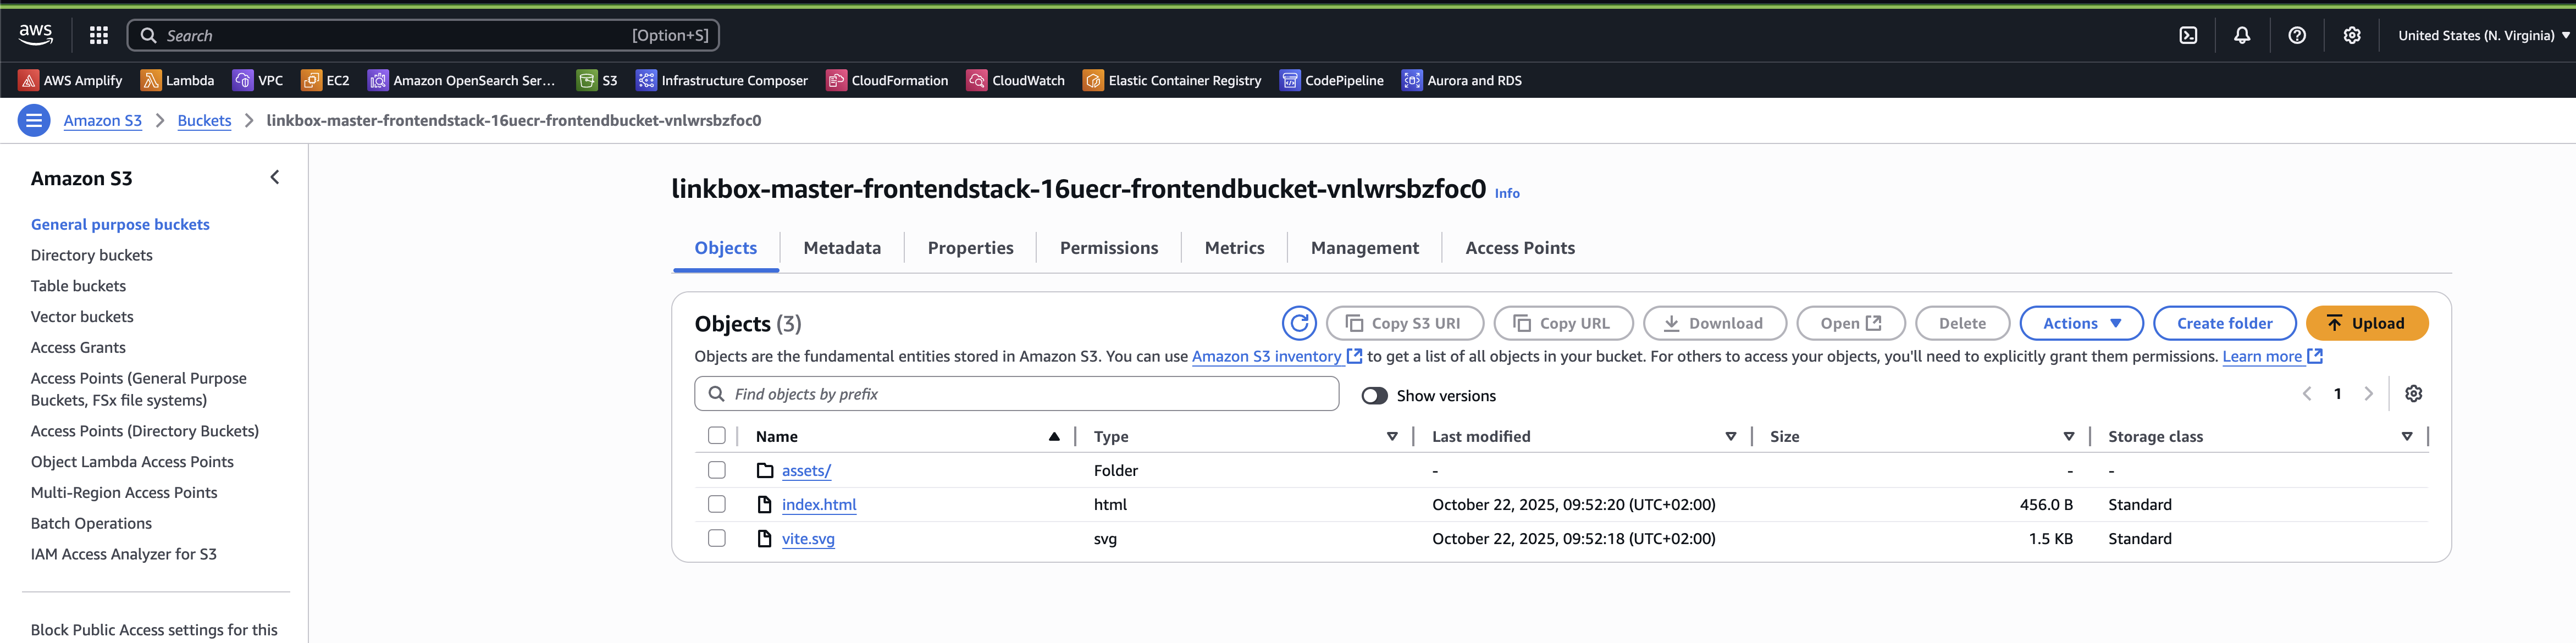 aws
Search [Option+S]
United States (N. Virginia)
AWS Amplify Lambda VPC EC2 Amazon OpenSearch Ser... S3 Infrastructure Composer CloudFormation CloudWatch Elastic Container Registry CodePipeline Aurora and RDS
Amazon S3 Buckets linkbox-master-frontendstack-16uecr-frontendbucket-vnlwrsbzfoc0
Amazon S3
General purpose buckets
Directory buckets
Table buckets
Vector buckets
Access Grants
Access Points (General Purpose
Buckets, FSx file systems)
Access Points (Directory Buckets)
Object Lambda Access Points
Multi-Region Access Points
Batch Operations
IAM Access Analyzer for S3
Block Public Access settings for this
linkbox-master-frontendstack-16uecr-frontendbucket-vnlwrsbzfoc0 Info
Objects Metadata Properties Permissions Metrics Management Access Points
Objects (3) Copy S3 URI Copy URL Download Open Delete Actions Create folder Upload
Objects are the fundamental entities stored in Amazon S3. You can use Amazon S3 inventory to get a list of all objects in your bucket. For others to access your objects, you'll need to explicitly grant them permissions. Learn more
Find objects by prefix Show versions 1
Name Type Last modified Size Storage class
assets/ Folder - - -
index.html html October 22, 2025, 09:52:20 (UTC+02:00) 456.0 B Standard
vite.svg svg October 22, 2025, 09:52:18 (UTC+02:00) 1.5 KB Standard